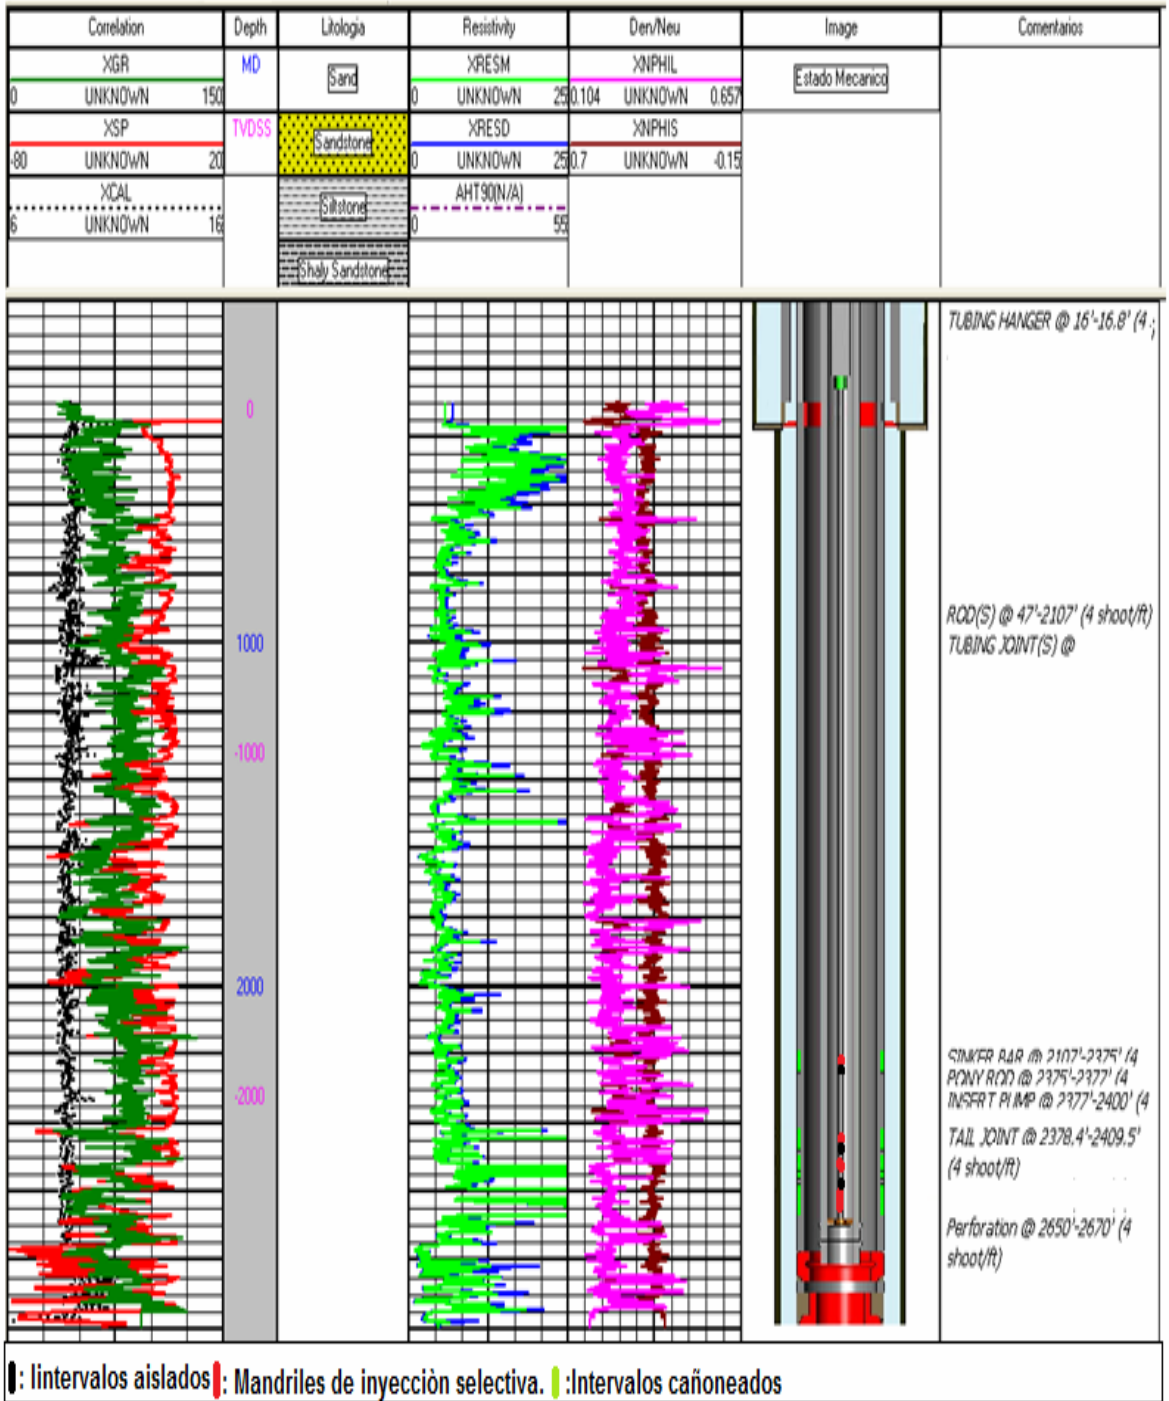 Correlation Depth Litologia Resistivity Den/Neu Image Comentarios
XGR MD Sand XRESM XNPHIL Estado Mecanico
0 UNKNOWN 150 0 UNKNOWN 25 0.104 UNKNOWN 0.657
XSP TVDSS Sandstone XRESD XNPHIS
-80 UNKNOWN 20 0 UNKNOWN 25 0.7 UNKNOWN -0.15
XCAL Siltstone AHT90(N/A)
6 UNKNOWN 16 0 55
Shaly Sandstone
TUBING HANGER @ 16'-16.8' (4
0
ROD(S) @ 47'-2107' (4 shoot/ft)
1000 TUBING JOINT(S) @
-1000
2000
SINKER BAR @ 2107'-2375' (4
PONY ROD @ 2375'-2377' (4
-2000 INSERT PUMP @ 2377'-2400' (4
TAIL JOINT @ 2378.4'-2409.5'
(4 shoot/ft)
Perforation @ 2650'-2670' (4
shoot/ft)
: Iintervalos aislados : Mandriles de inyecciòn selectiva. :Intervalos cañoneados